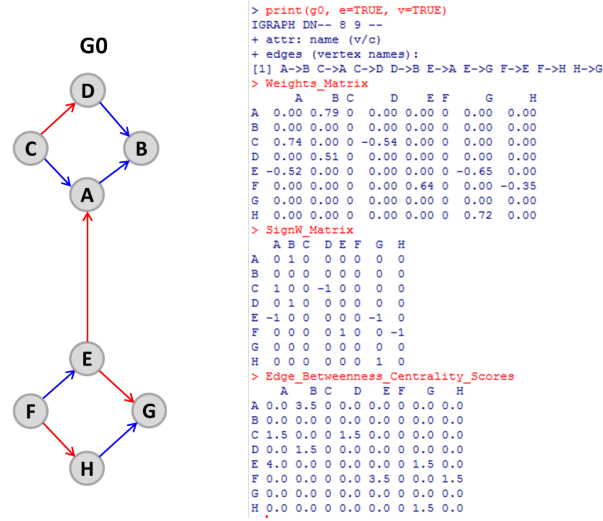 G0
D
C
B
A
E
F
G
H
> print(g0, e=TRUE, v=TRUE)
IGRAPH DN-- 8 9 --
+ attr: name (v/c)
+ edges (vertex names):
[1] A->B C->A C->D D->B E->A E->G F->E F->H H->G
> Weights_Matrix
A B C D E F G H
A 0.00 0.79 0 0.00 0.00 0 0.00 0.00
B 0.00 0.00 0 0.00 0.00 0 0.00 0.00
C 0.74 0.00 0 -0.54 0.00 0 0.00 0.00
D 0.00 0.51 0 0.00 0.00 0 0.00 0.00
E -0.52 0.00 0 0.00 0.00 0 -0.65 0.00
F 0.00 0.00 0 0.00 0.64 0 0.00 -0.35
G 0.00 0.00 0 0.00 0.00 0 0.00 0.00
H 0.00 0.00 0 0.00 0.00 0 0.72 0.00
> SignW_Matrix
A B C D E F G H
A 0 1 0 0 0 0 0 0
B 0 0 0 0 0 0 0 0
C 1 0 0 -1 0 0 0 0
D 0 1 0 0 0 0 0 0
E -1 0 0 0 0 0 -1 0
F 0 0 0 0 1 0 0 -1
G 0 0 0 0 0 0 0 0
H 0 0 0 0 0 0 1 0
> Edge_Betweenness_Centrality_Scores
A B C D E F G H
A 0.0 3.5 0 0.0 0.0 0 0.0 0.0
B 0.0 0.0 0 0.0 0.0 0 0.0 0.0
C 1.5 0.0 0 1.5 0.0 0 0.0 0.0
D 0.0 1.5 0 0.0 0.0 0 0.0 0.0
E 4.0 0.0 0 0.0 0.0 0 1.5 0.0
F 0.0 0.0 0 0.0 3.5 0 0.0 1.5
G 0.0 0.0 0 0.0 0.0 0 0.0 0.0
H 0.0 0.0 0 0.0 0.0 0 1.5 0.0